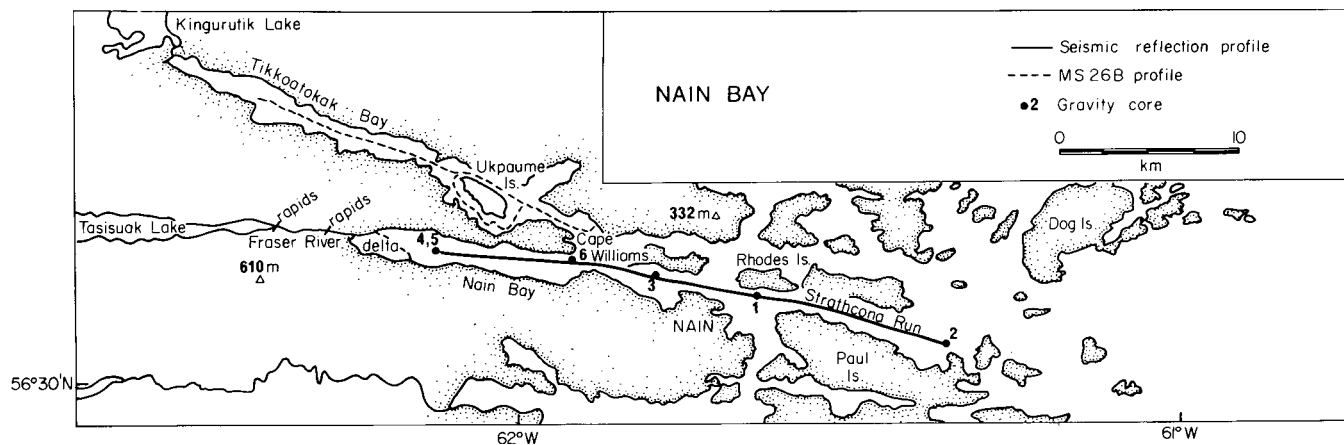 Kingurutik Lake
Tikkoatokak Bay
Ukpaume
Is.
NAIN BAY
Seismic reflection profile
MS 26B profile
2 Gravity core
0 10
km
332 m
Dog Is.
rapids
rapids
Tasisuak Lake
Fraser River
delta
4,5
Cape
6 Williams
610 m
Nain Bay
3
Rhodes Is.
1
Strathcona Run
2
NAIN
Paul
Is.
56°30'N
62°W
61°W